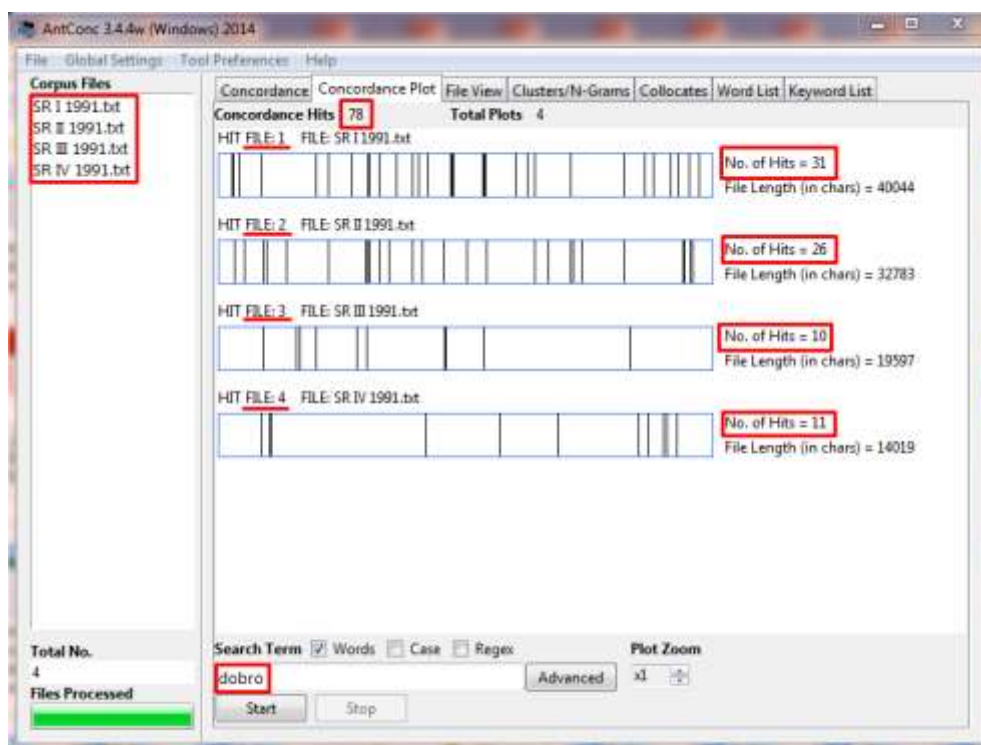 AntConc 3.4.4w (Windows) 2014
File Global Settings Tool Preferences Help
Corpus Files
SR I 1991.txt
SR II 1991.txt
SR III 1991.txt
SR IV 1991.txt
Concordance Concordance Plot File View Clusters/N-Grams Collocates Word List Keyword List
Concordance Hits 78 Total Plots 4
HIT FILE: 1 FILE: SR I 1991.txt
No. of Hits = 31
File Length (in chars) = 40044
HIT FILE: 2 FILE: SR II 1991.txt
No. of Hits = 26
File Length (in chars) = 32783
HIT FILE: 3 FILE: SR III 1991.txt
No. of Hits = 10
File Length (in chars) = 19597
HIT FILE: 4 FILE: SR IV 1991.txt
No. of Hits = 11
File Length (in chars) = 14019
Total No.
4
Files Processed
Search Term Words Case Regex Plot Zoom
dobro Advanced x1
Start Stop